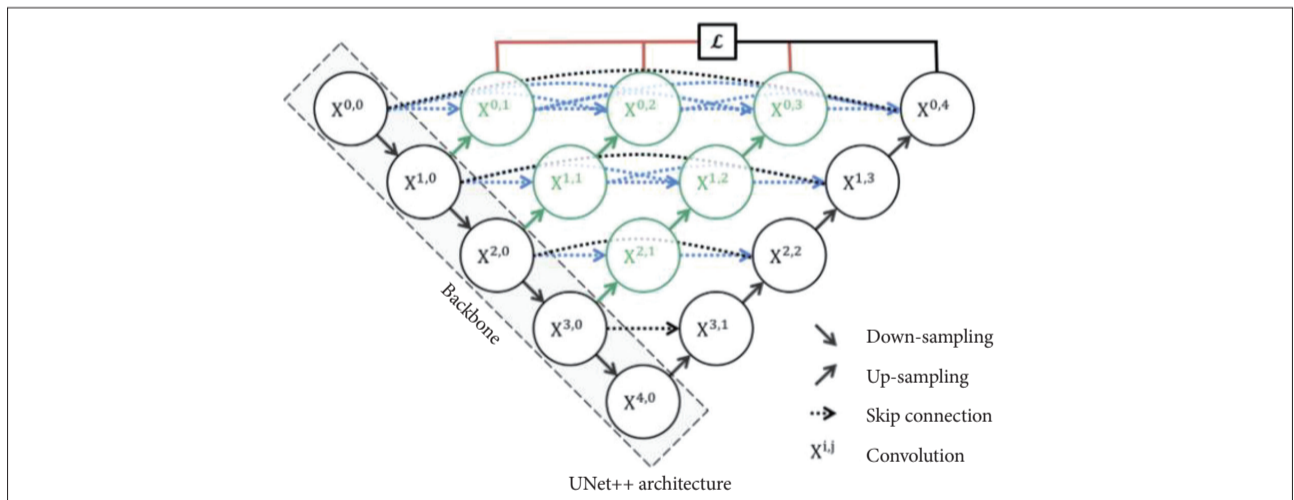 ℒ
X0,0 X0,1 X0,2 X0,3 X0,4
X1,0 X1,1 X1,2 X1,3
X2,0 X2,1 X2,2
Backbone
X3,0 X3,1
X4,0
Down-sampling
Up-sampling
Skip connection
Xi,j Convolution
UNet++ architecture